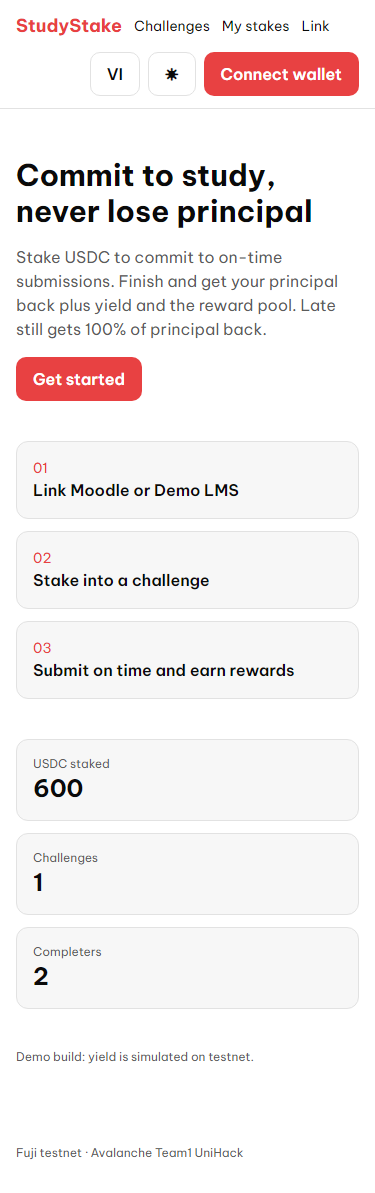 StudyStake Challenges My stakes Link
VI Connect wallet
Commit to study,
never lose principal
Stake USDC to commit to on-time
submissions. Finish and get your principal
back plus yield and the reward pool. Late
still gets 100% of principal back.
Get started
01
Link Moodle or Demo LMS
02
Stake into a challenge
03
Submit on time and earn rewards
USDC staked
600
Challenges
1
Completers
2
Demo build: yield is simulated on testnet.
Fuji testnet · Avalanche Team1 UniHack